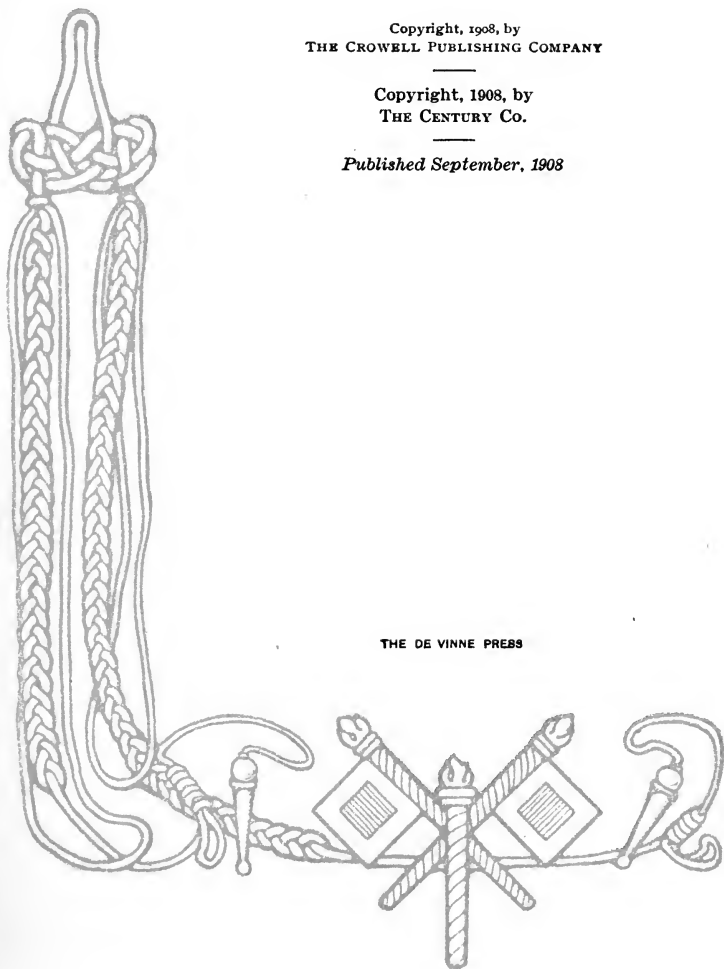 Copyright, 1908, by
THE CROWELL PUBLISHING COMPANY
Copyright, 1908, by
THE CENTURY CO.
Published September, 1908
THE DE VINNE PRESS